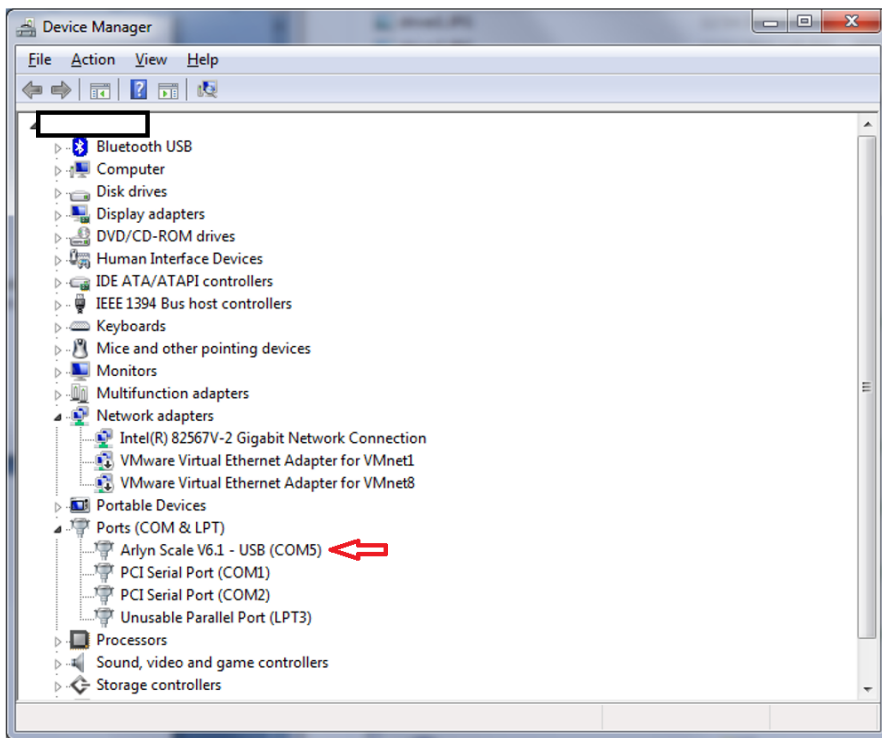 Device Manager
File Action View Help
Bluetooth USB
Computer
Disk drives
Display adapters
DVD/CD-ROM drives
Human Interface Devices
IDE ATA/ATAPI controllers
IEEE 1394 Bus host controllers
Keyboards
Mice and other pointing devices
Monitors
Multifunction adapters
Network adapters
Intel(R) 82567V-2 Gigabit Network Connection
VMware Virtual Ethernet Adapter for VMnet1
VMware Virtual Ethernet Adapter for VMnet8
Portable Devices
Ports (COM & LPT)
Arlyn Scale V6.1 - USB (COM5)
PCI Serial Port (COM1)
PCI Serial Port (COM2)
Unusable Parallel Port (LPT3)
Processors
Sound, video and game controllers
Storage controllers